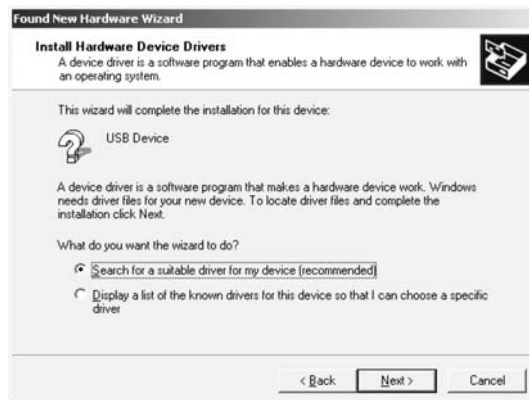 Found New Hardware Wizard
Install Hardware Device Drivers
A device driver is a software program that enables a hardware device to work with
an operating system.
This wizard will complete the installation for this device:
USB Device
A device driver is a software program that makes a hardware device work. Windows
needs driver files for your new device. To locate driver files and complete the
installation click Next.
What do you want the wizard to do?
Search for a suitable driver for my device (recommended)
Display a list of the known drivers for this device so that I can choose a specific
driver
< Back Next > Cancel